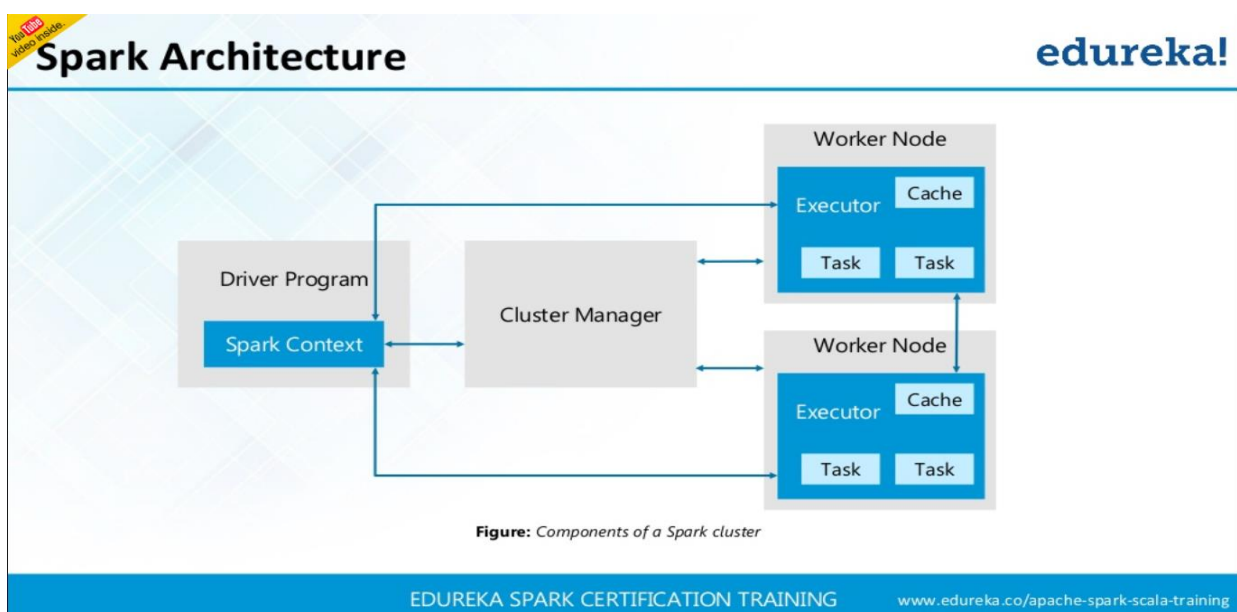 You Tube
video inside.
Spark Architecture
edureka!
Worker Node
Executor
Cache
Task
Task
Driver Program
Spark Context
Cluster Manager
Worker Node
Executor
Cache
Task
Task
Figure: Components of a Spark cluster
EDUREKA SPARK CERTIFICATION TRAINING
www.edureka.co/apache-spark-scala-training